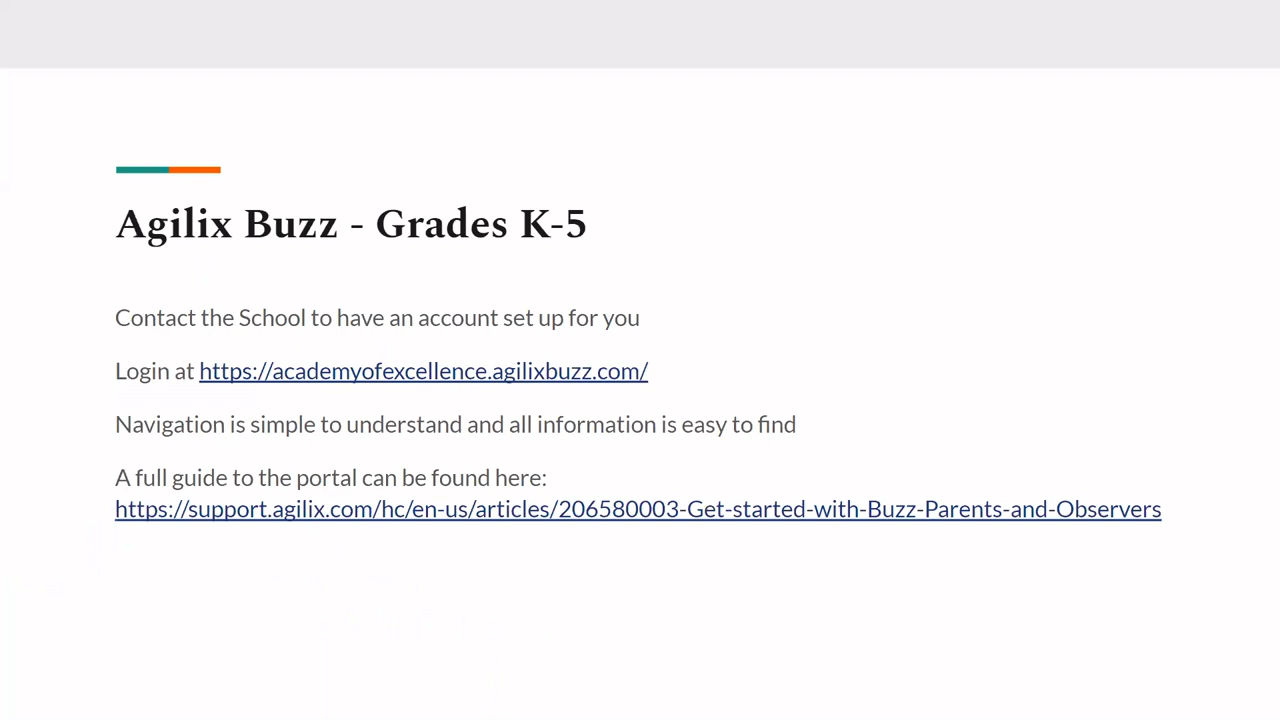 Agilix Buzz - Grades K-5
Contact the School to have an account set up for you
Login at https://academyofexcellence.agilixbuzz.com/
Navigation is simple to understand and all information is easy to find
A full guide to the portal can be found here:
https://support.agilix.com/hc/en-us/articles/206580003-Get-started-with-Buzz-Parents-and-Observers